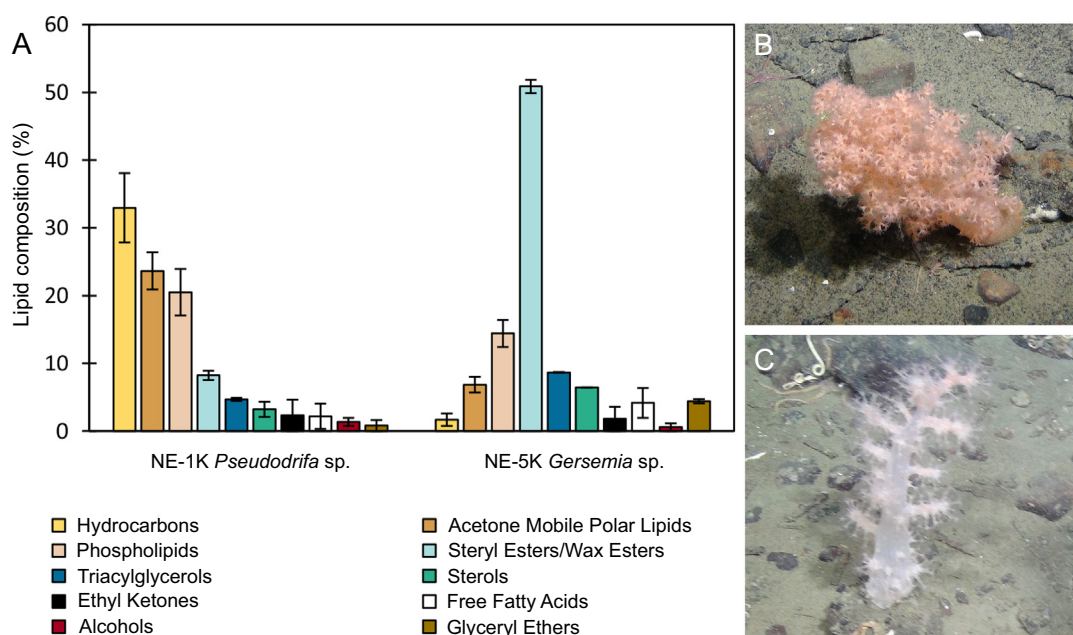 A
Lipid composition (%)
60
50
40
30
20
10
0
NE-1K Pseudodrifa sp.
NE-5K Gersemia sp.
Hydrocarbons
Acetone Mobile Polar Lipids
Phospholipids
Steryl Esters/Wax Esters
Triacylglycerols
Sterols
Ethyl Ketones
Free Fatty Acids
Alcohols
Glyceryl Ethers
B
C